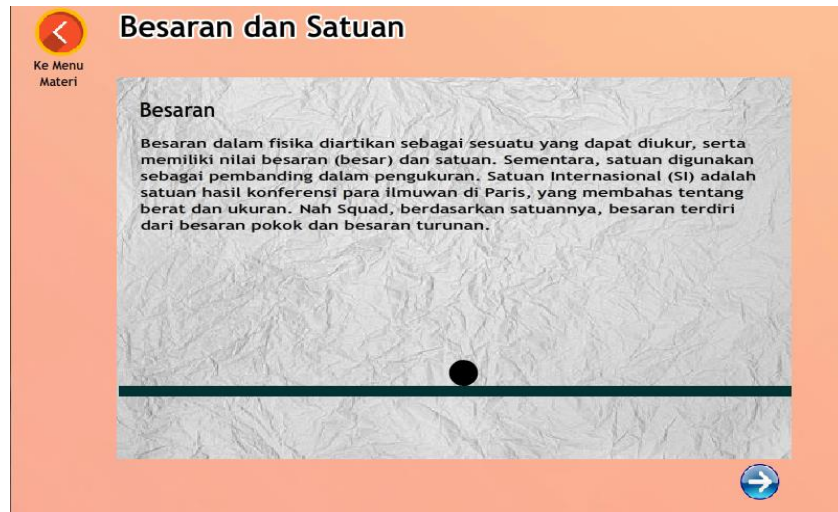 Besaran dan Satuan
Ke Menu
Materi
Besaran
Besaran dalam fisika diartikan sebagai sesuatu yang dapat diukur, serta
memiliki nilai besaran (besar) dan satuan. Sementara, satuan digunakan
sebagai pembanding dalam pengukuran. Satuan Internasional (SI) adalah
satuan hasil konferensi para ilmuwan di Paris, yang membahas tentang
berat dan ukuran. Nah Squad, berdasarkan satuannya, besaran terdiri
dari besaran pokok dan besaran turunan.